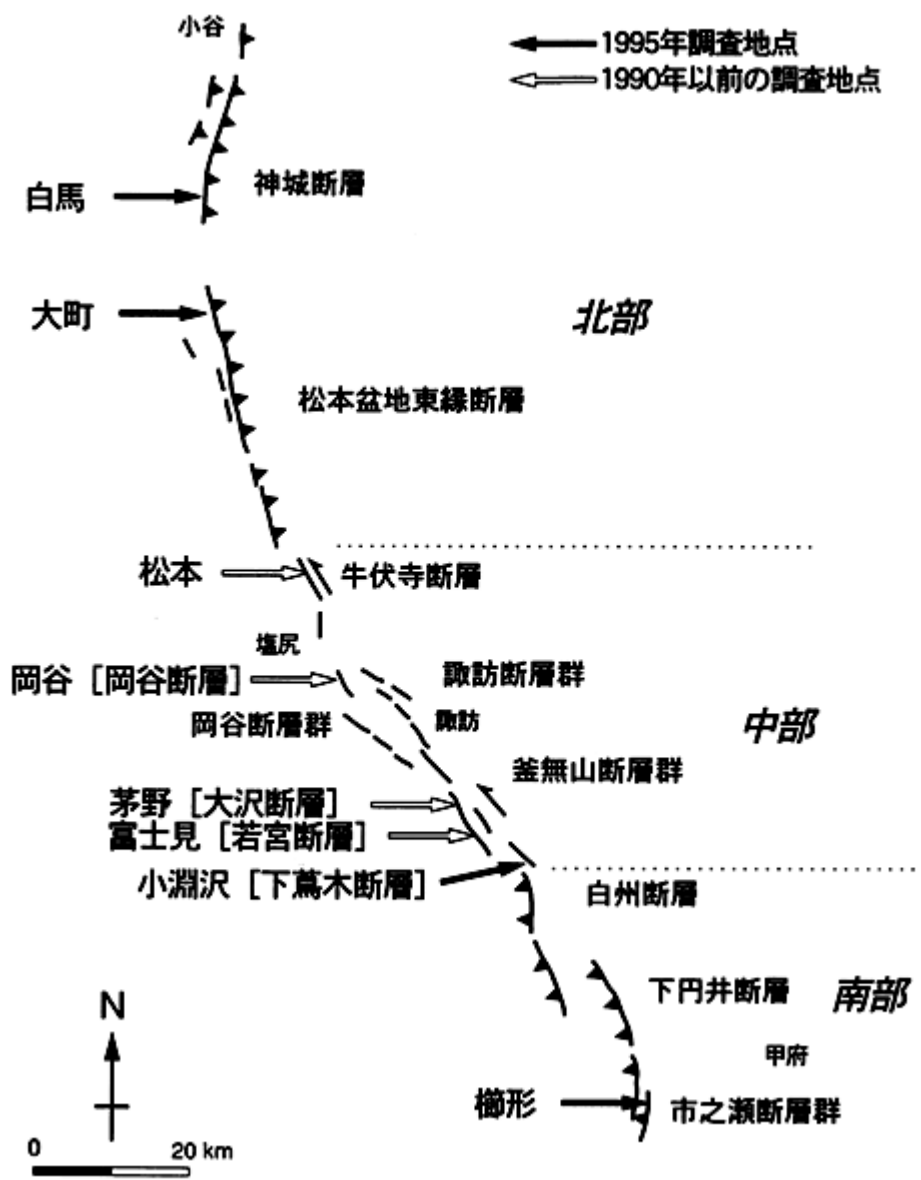 小谷
1995年調査地点
1990年以前の調査地点
神城断層
白馬
大町
北部
松本盆地東縁断層
松本
牛伏寺断層
塩尻
岡谷［岡谷断層］
諏訪断層群
岡谷断層群
諏訪
中部
釜無山断層群
茅野［大沢断層］
富士見［若宮断層］
小淵沢［下蔦木断層］
白州断層
下円井断層
南部
N
甲府
櫛形
市之瀬断層群
0
20 km